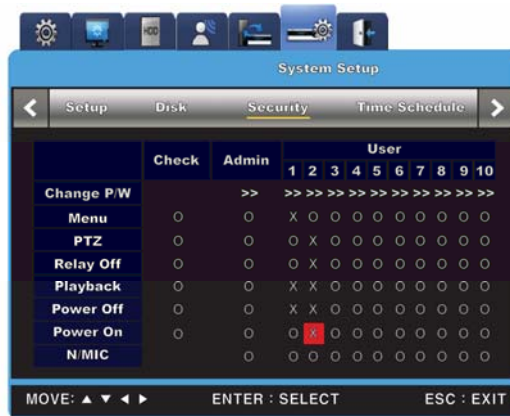 HDD
System Setup
< Setup Disk Security Time Schedule >
Check Admin User
1 2 3 4 5 6 7 8 9 10
Change P/W >> >> >> >> >> >> >> >> >> >> >>
Menu O O X O O O O O O O O O
PTZ O O O X O O O O O O O O
Relay Off O O O X O O O O O O O O
Playback O O X X O O O O O O O O
Power Off O O X X O O O O O O O O
Power On O O O X O O O O O O O O
N/MIC O O O O O O O O O O O
MOVE: ▲ ▼ ◀ ▶ ENTER : SELECT ESC : EXIT